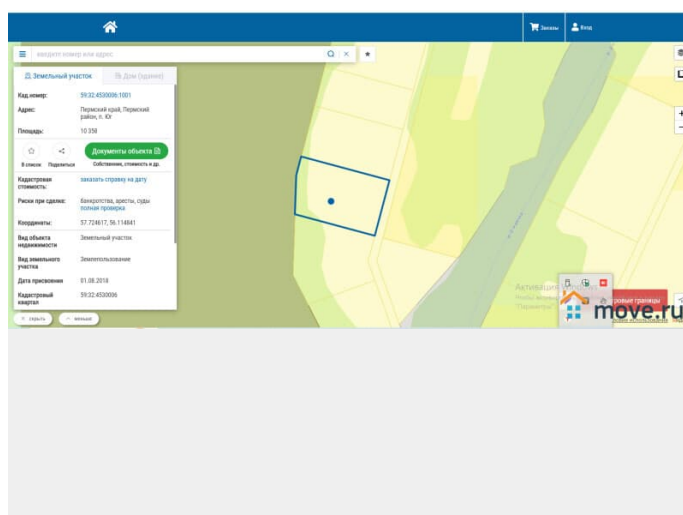 Заказы
Вход
введите номер или адрес
Земельный участок
Дом (здание)
Кад.номер: 59:32:4530006:1001
Адрес: Пермский край, Пермский
район, п. Юг
Площадь: 10 358
Документы объекта
В список Поделиться Собственник, стоимость и др.
Кадастровая заказать справку на дату
стоимость:
Риски при сделке: банкротства, аресты, суды
полная проверка
Координаты: 57.724617, 56.114841
Вид объекта Земельный участок
недвижимости
Вид земельного Землепользование
участка
Дата присвоения 01.08.2018
Кадастровый 59:32:4530006
квартал
скрыть
меньше
Активация Windows
границы
move.ru